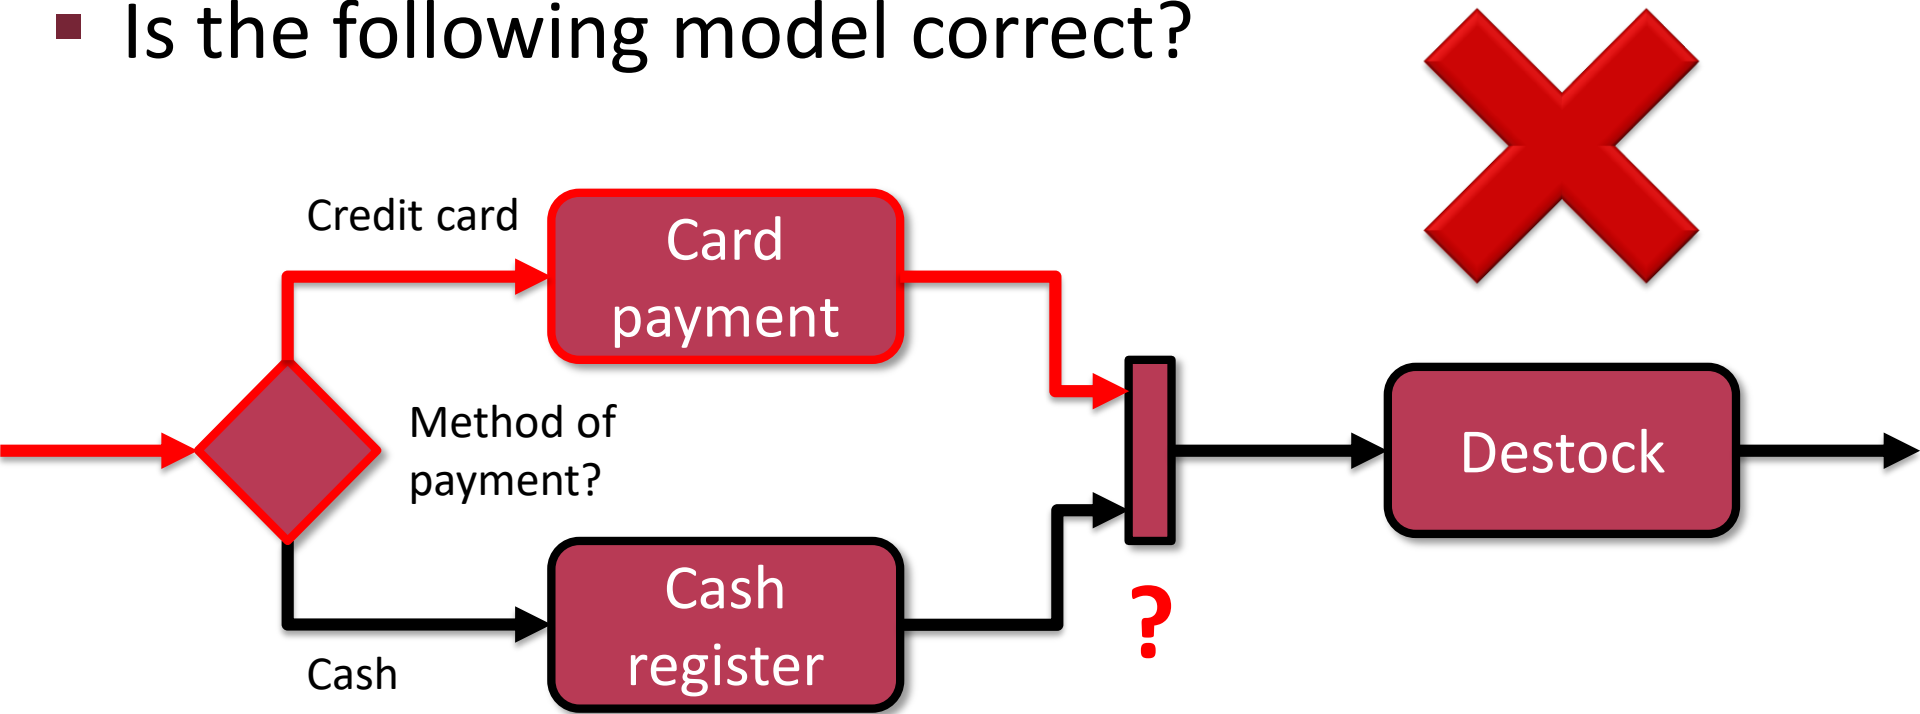 ▪ Is the following model correct?
Credit card
Card
payment
Method of
payment?
Destock
Cash
register
?
Cash